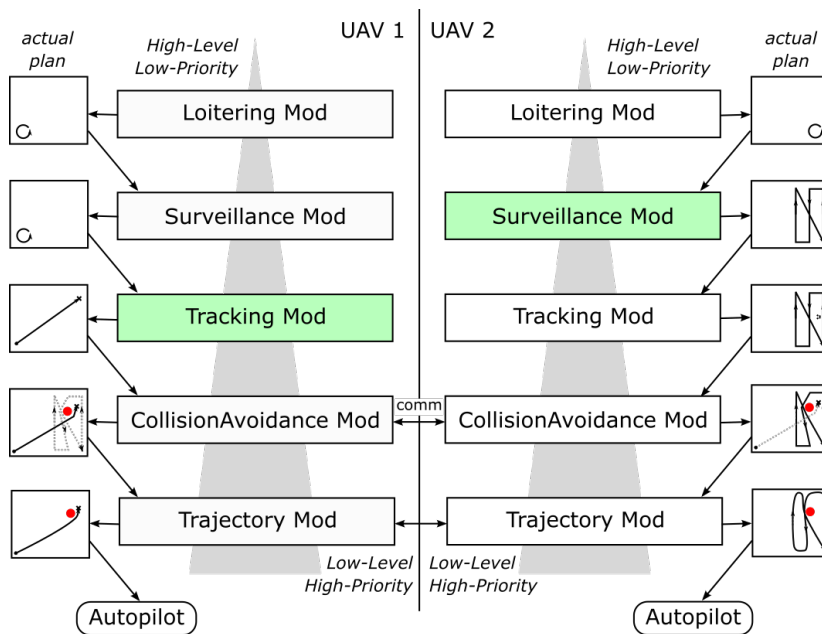 UAV 1 UAV 2
actual
plan
High-Level
Low-Priority
High-Level
Low-Priority
actual
plan
Loitering Mod
Loitering Mod
Surveillance Mod
Surveillance Mod
Tracking Mod
Tracking Mod
CollisionAvoidance Mod
comm
CollisionAvoidance Mod
Trajectory Mod
Trajectory Mod
Low-Level
High-Priority
Low-Level
High-Priority
Autopilot
Autopilot